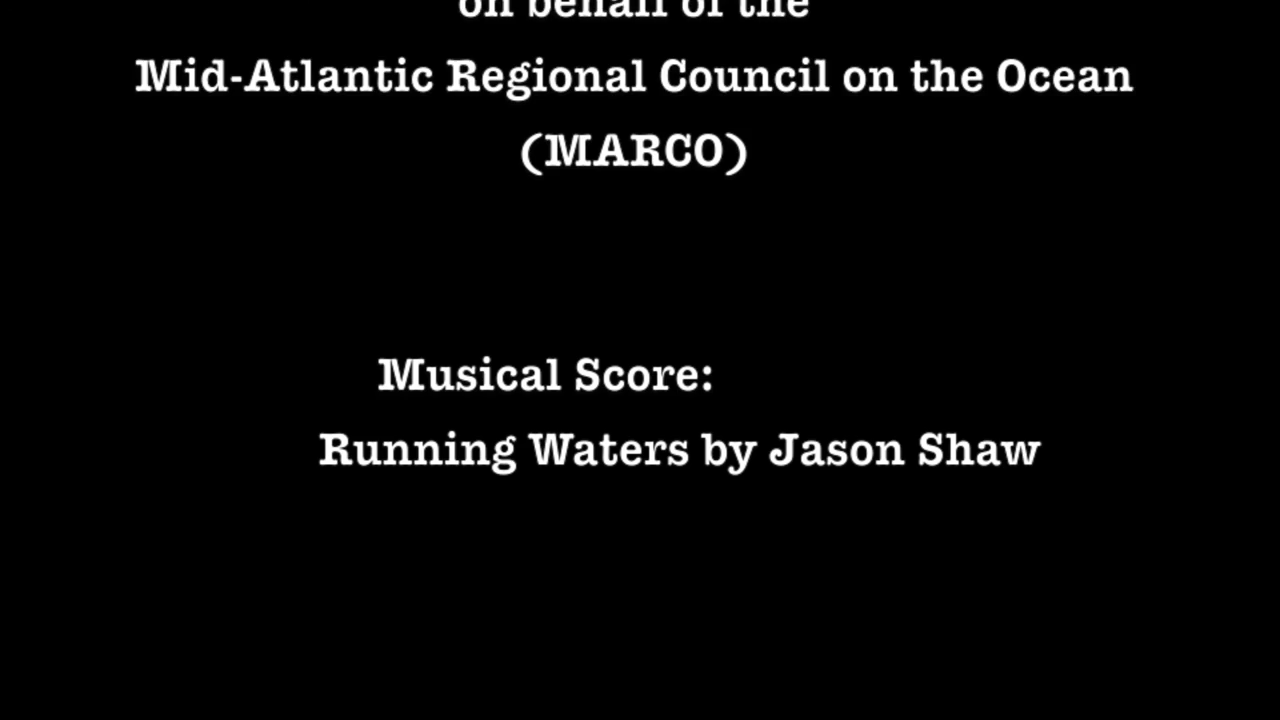 on behalf of the
Mid-Atlantic Regional Council on the Ocean
(MARCO)
Musical Score:
Running Waters by Jason Shaw